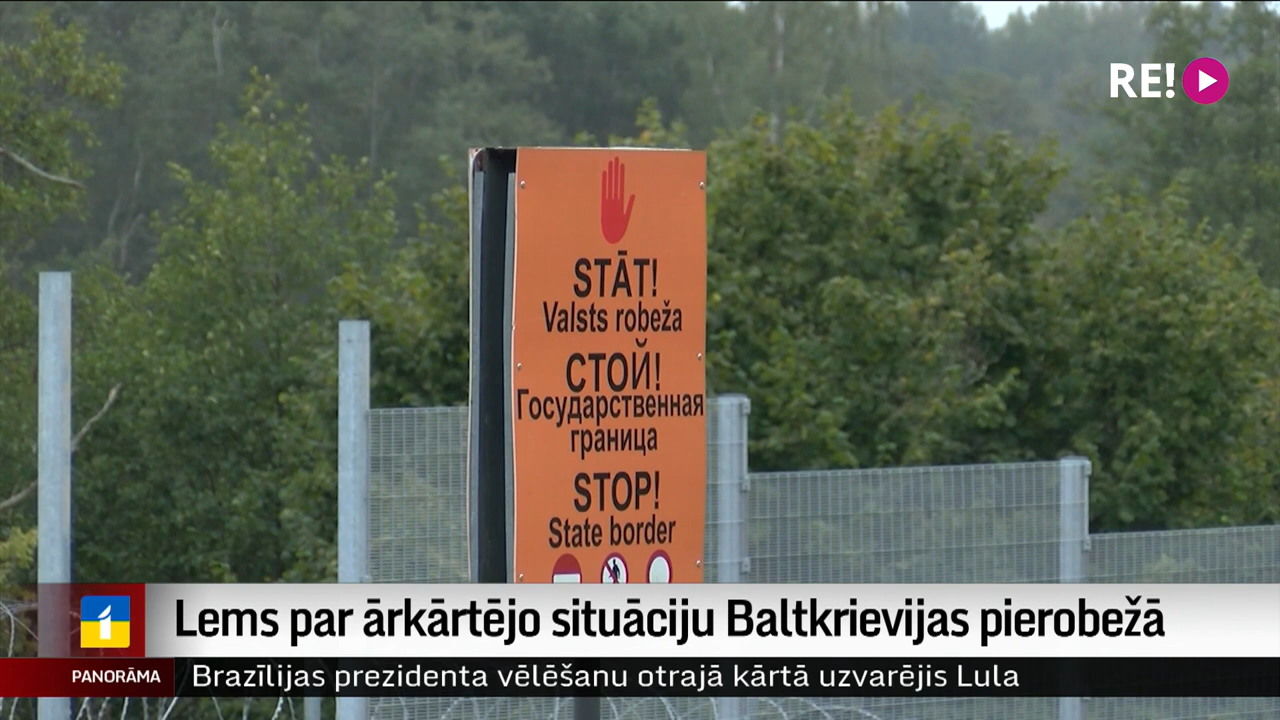 RE!
STĀT!
Valsts robeža
СТОЙ!
Государственная
граница
STOP!
State border
1
Lems par ārkārtējo situāciju Baltkrievijas pierobežā
PANORĀMA
Brazīlijas prezidenta vēlēšanu otrajā kārtā uzvarējis Lula